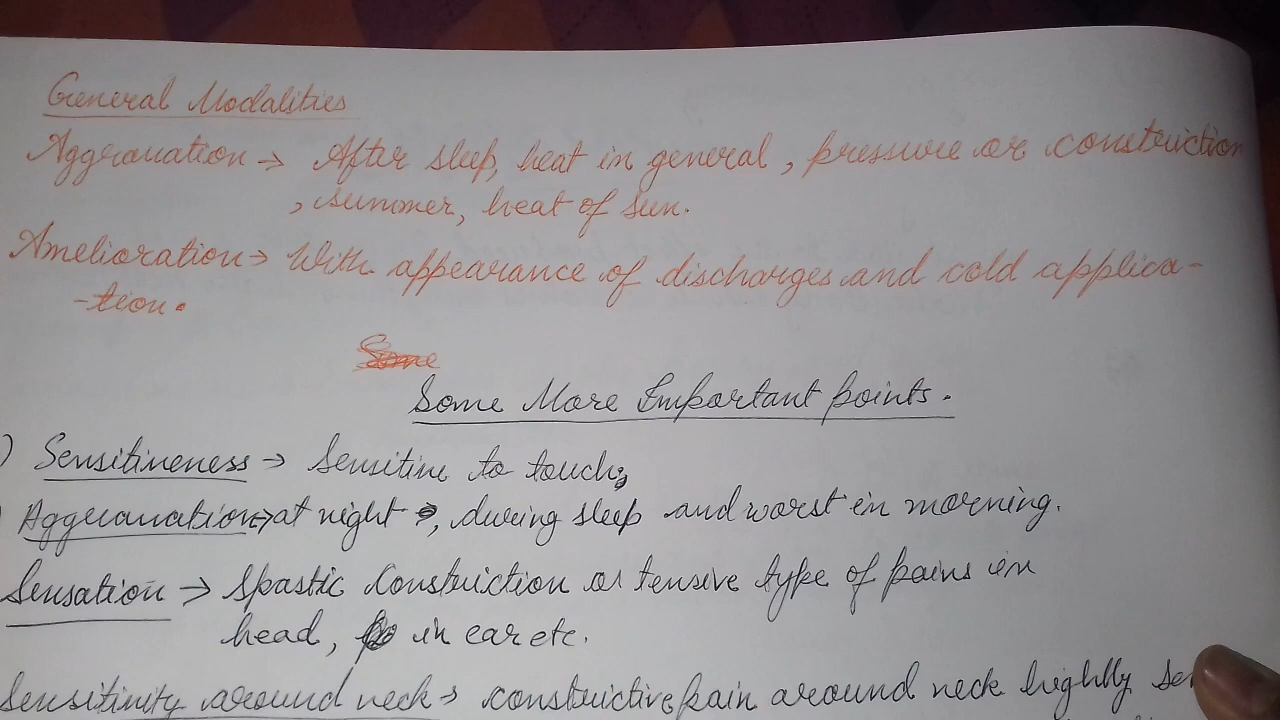 General Modalities
Aggravation → After sleep, heat in general, pressure or constriction
, summer, heat of sun.
Amelioration → With appearance of discharges and cold applica-
-tion.
Some More Important points.
) Sensitiveness → Sensitive to touch,
) Aggravation → at night, during sleep and worst in morning.
Sensation → Spastic Constriction or tensive type of pains in
head, in ear etc.
Sensitivity around neck → constrictive pain around neck highly